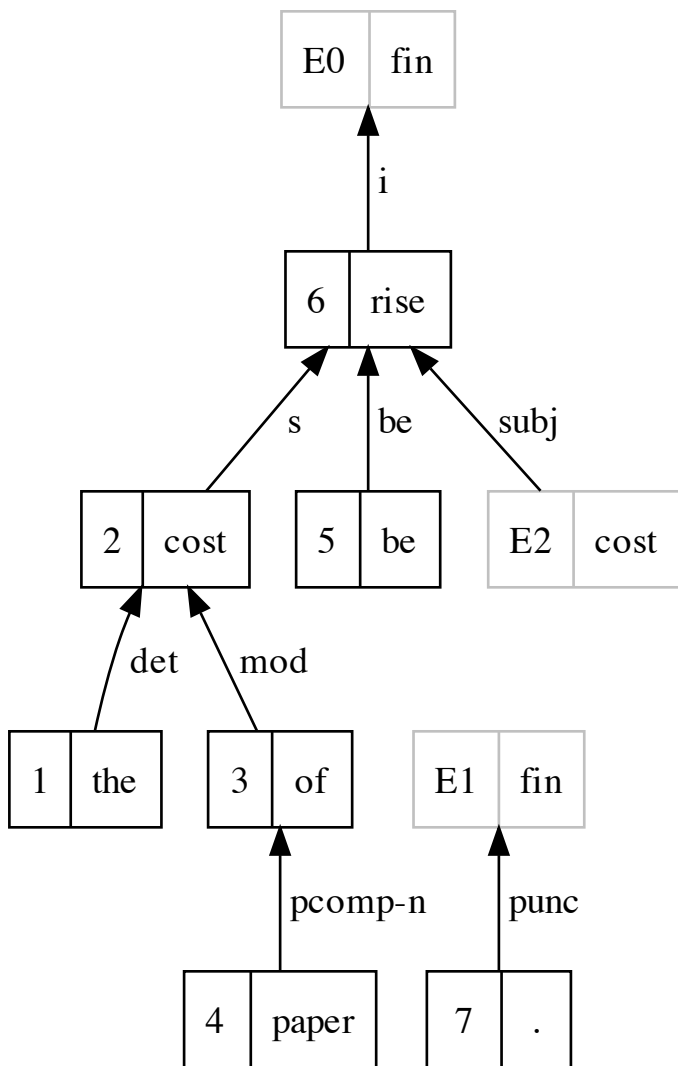 E0 fin
i
6 rise
s be subj
2 cost 5 be E2 cost
det mod
1 the 3 of E1 fin
pcomp-n punc
4 paper 7 .